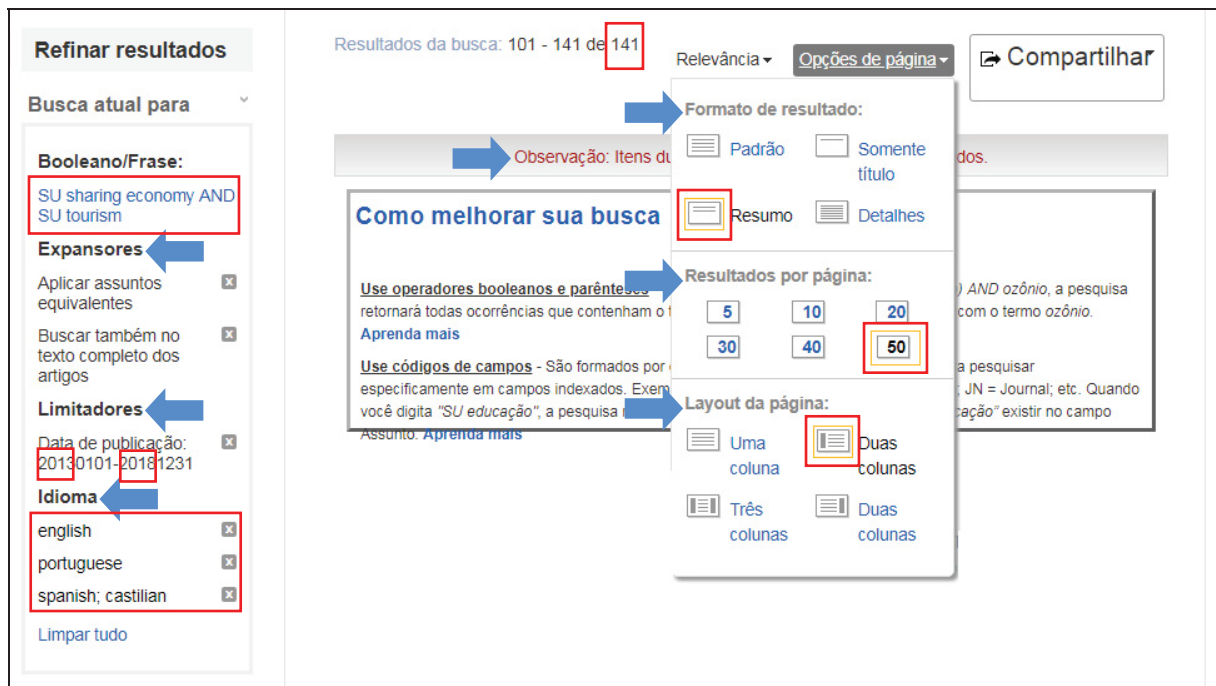 Refinar resultados
Busca atual para
Booleano/Frase:
SU sharing economy AND
SU tourism
Expansores
Aplicar assuntos
equivalentes
Buscar também no
texto completo dos
artigos
Limitadores
Data de publicação:
20130101-20181231
Idioma
english
portuguese
spanish; castilian
Limpar tudo
Resultados da busca: 101 - 141 de 141
Relevância
Opções de página
Compartilhar
Observação: Itens du
dos.
Como melhorar sua busca
Use operadores booleanos e parênteses
) AND ozônio, a pesquisa
retornará todas ocorrências que contenham o
com o termo ozônio.
Aprenda mais
Use códigos de campos - São formados por
a pesquisar
especificamente em campos indexados. Exem
; JN = Journal; etc. Quando
você digita "SU educação", a pesquisa
cação" existir no campo
Assunto. Aprenda mais
Formato de resultado:
Padrão
Somente
título
Resumo
Detalhes
Resultados por página:
5 10 20
30 40 50
Layout da página:
Uma
coluna
Duas
colunas
Três
colunas
Duas
colunas